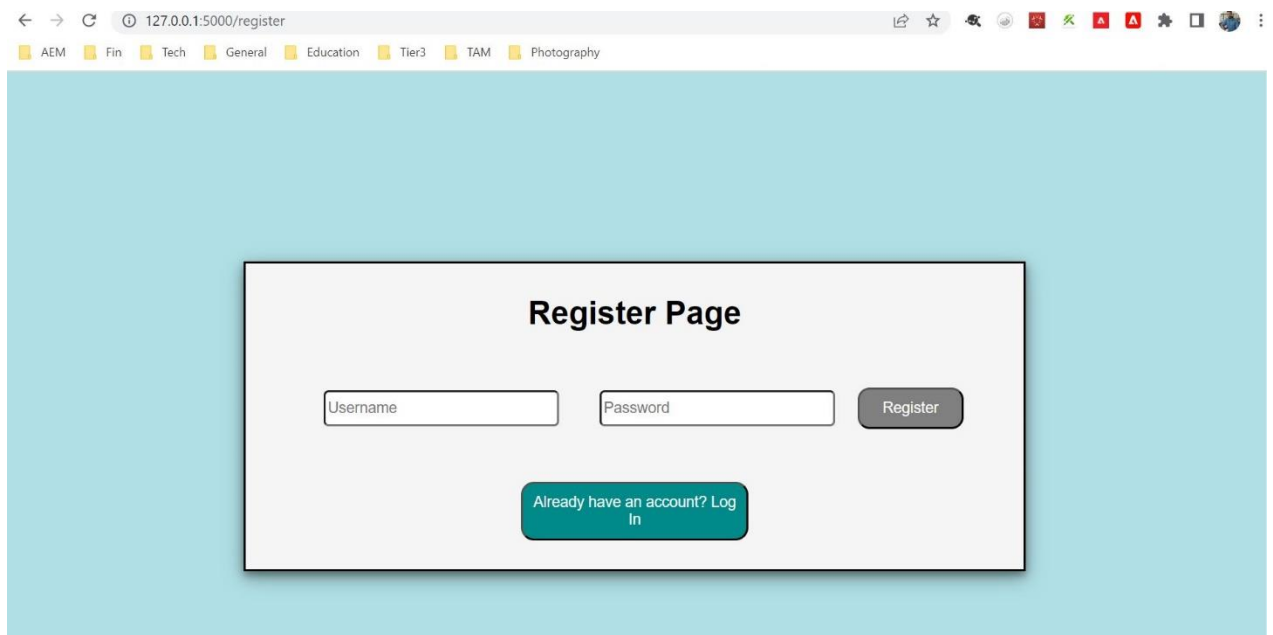 127.0.0.1:5000/register
AEM Fin Tech General Education Tier3 TAM Photography
Register Page
Username Password Register
Already have an account? Log
In